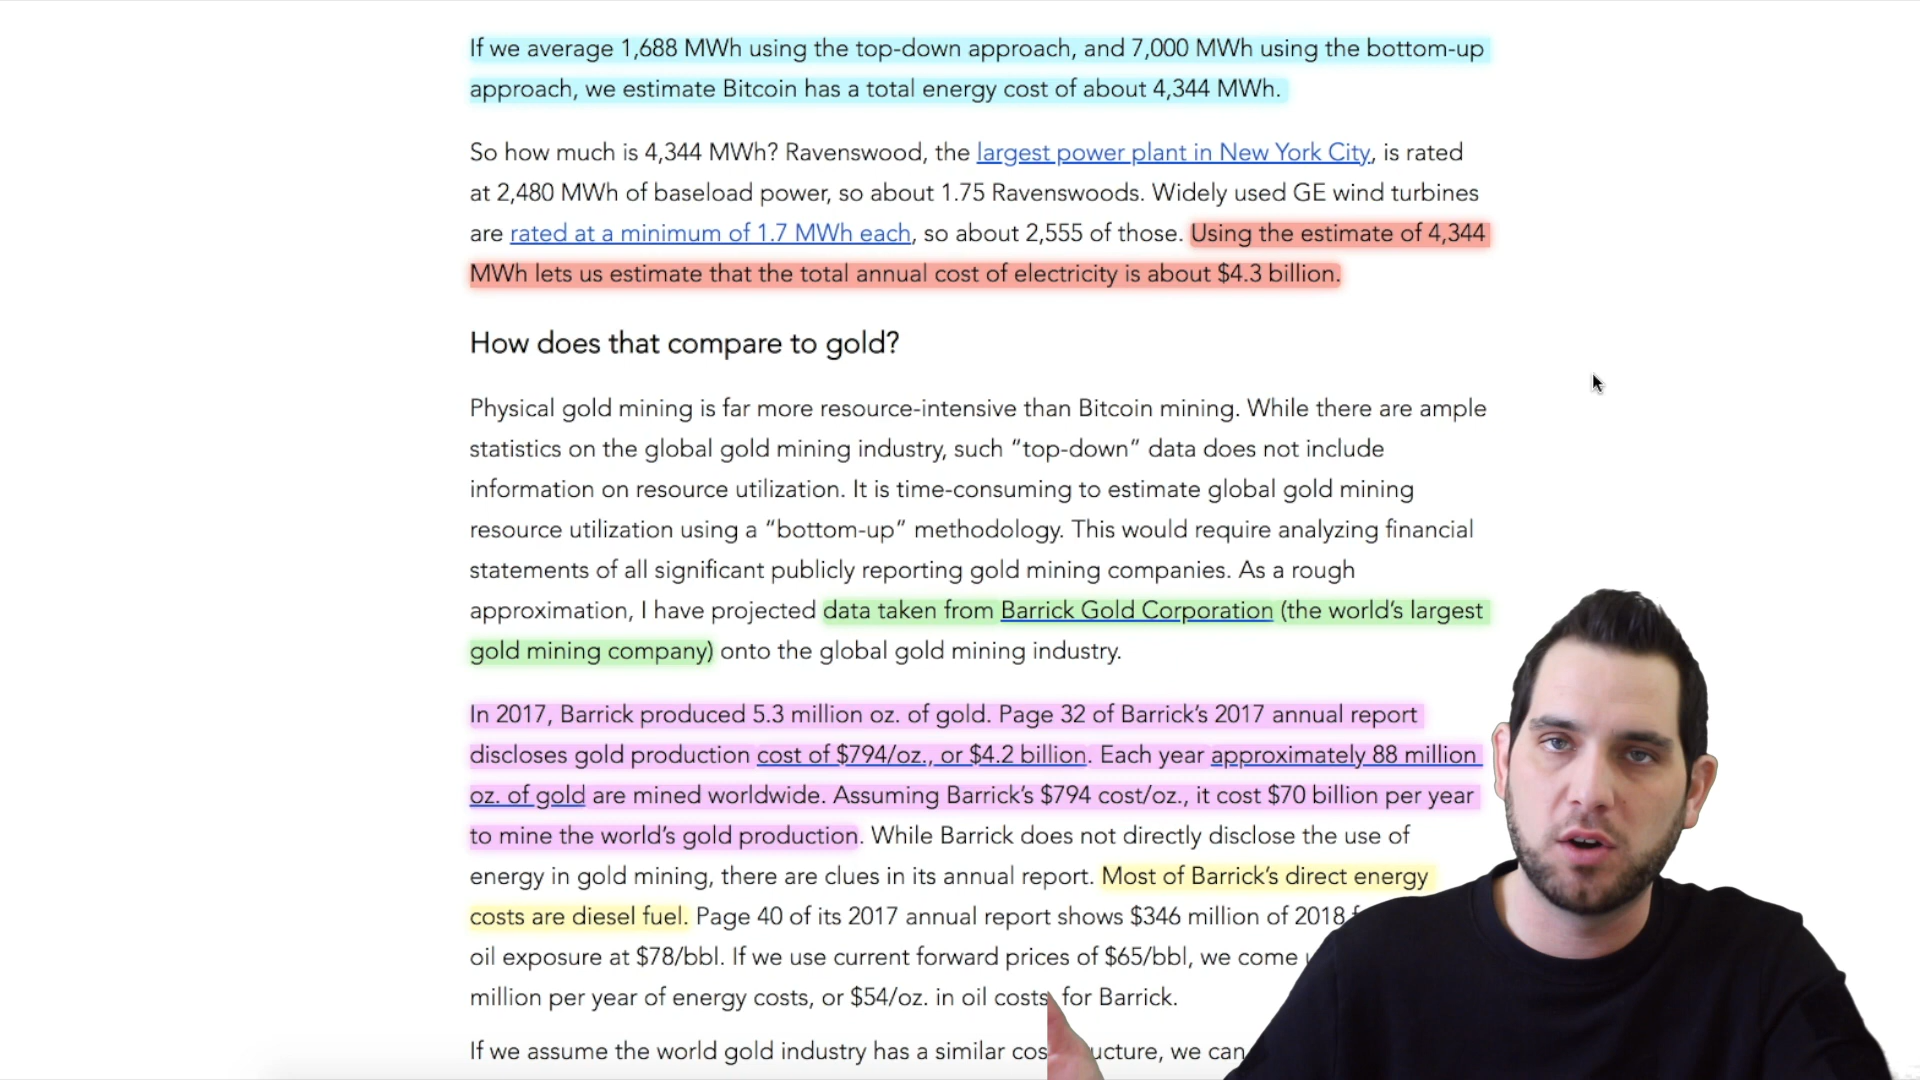 If we average 1,688 MWh using the top-down approach, and 7,000 MWh using the bottom-up
approach, we estimate Bitcoin has a total energy cost of about 4,344 MWh.
So how much is 4,344 MWh? Ravenswood, the largest power plant in New York City, is rated
at 2,480 MWh of baseload power, so about 1.75 Ravenswoods. Widely used GE wind turbines
are rated at a minimum of 1.7 MWh each, so about 2,555 of those. Using the estimate of 4,344
MWh lets us estimate that the total annual cost of electricity is about $4.3 billion.
How does that compare to gold?
Physical gold mining is far more resource-intensive than Bitcoin mining. While there are ample
statistics on the global gold mining industry, such “top-down” data does not include
information on resource utilization. It is time-consuming to estimate global gold mining
resource utilization using a “bottom-up” methodology. This would require analyzing financial
statements of all significant publicly reporting gold mining companies. As a rough
approximation, I have projected data taken from Barrick Gold Corporation (the world’s largest
gold mining company) onto the global gold mining industry.
In 2017, Barrick produced 5.3 million oz. of gold. Page 32 of Barrick’s 2017 annual report
discloses gold production cost of $794/oz., or $4.2 billion. Each year approximately 88 million
oz. of gold are mined worldwide. Assuming Barrick’s $794 cost/oz., it cost $70 billion per year
to mine the world’s gold production. While Barrick does not directly disclose the use of
energy in gold mining, there are clues in its annual report. Most of Barrick’s direct energy
costs are diesel fuel. Page 40 of its 2017 annual report shows $346 million of 2018
oil exposure at $78/bbl. If we use current forward prices of $65/bbl, we come
million per year of energy costs, or $54/oz. in oil costs, for Barrick.
If we assume the world gold industry has a similar we can